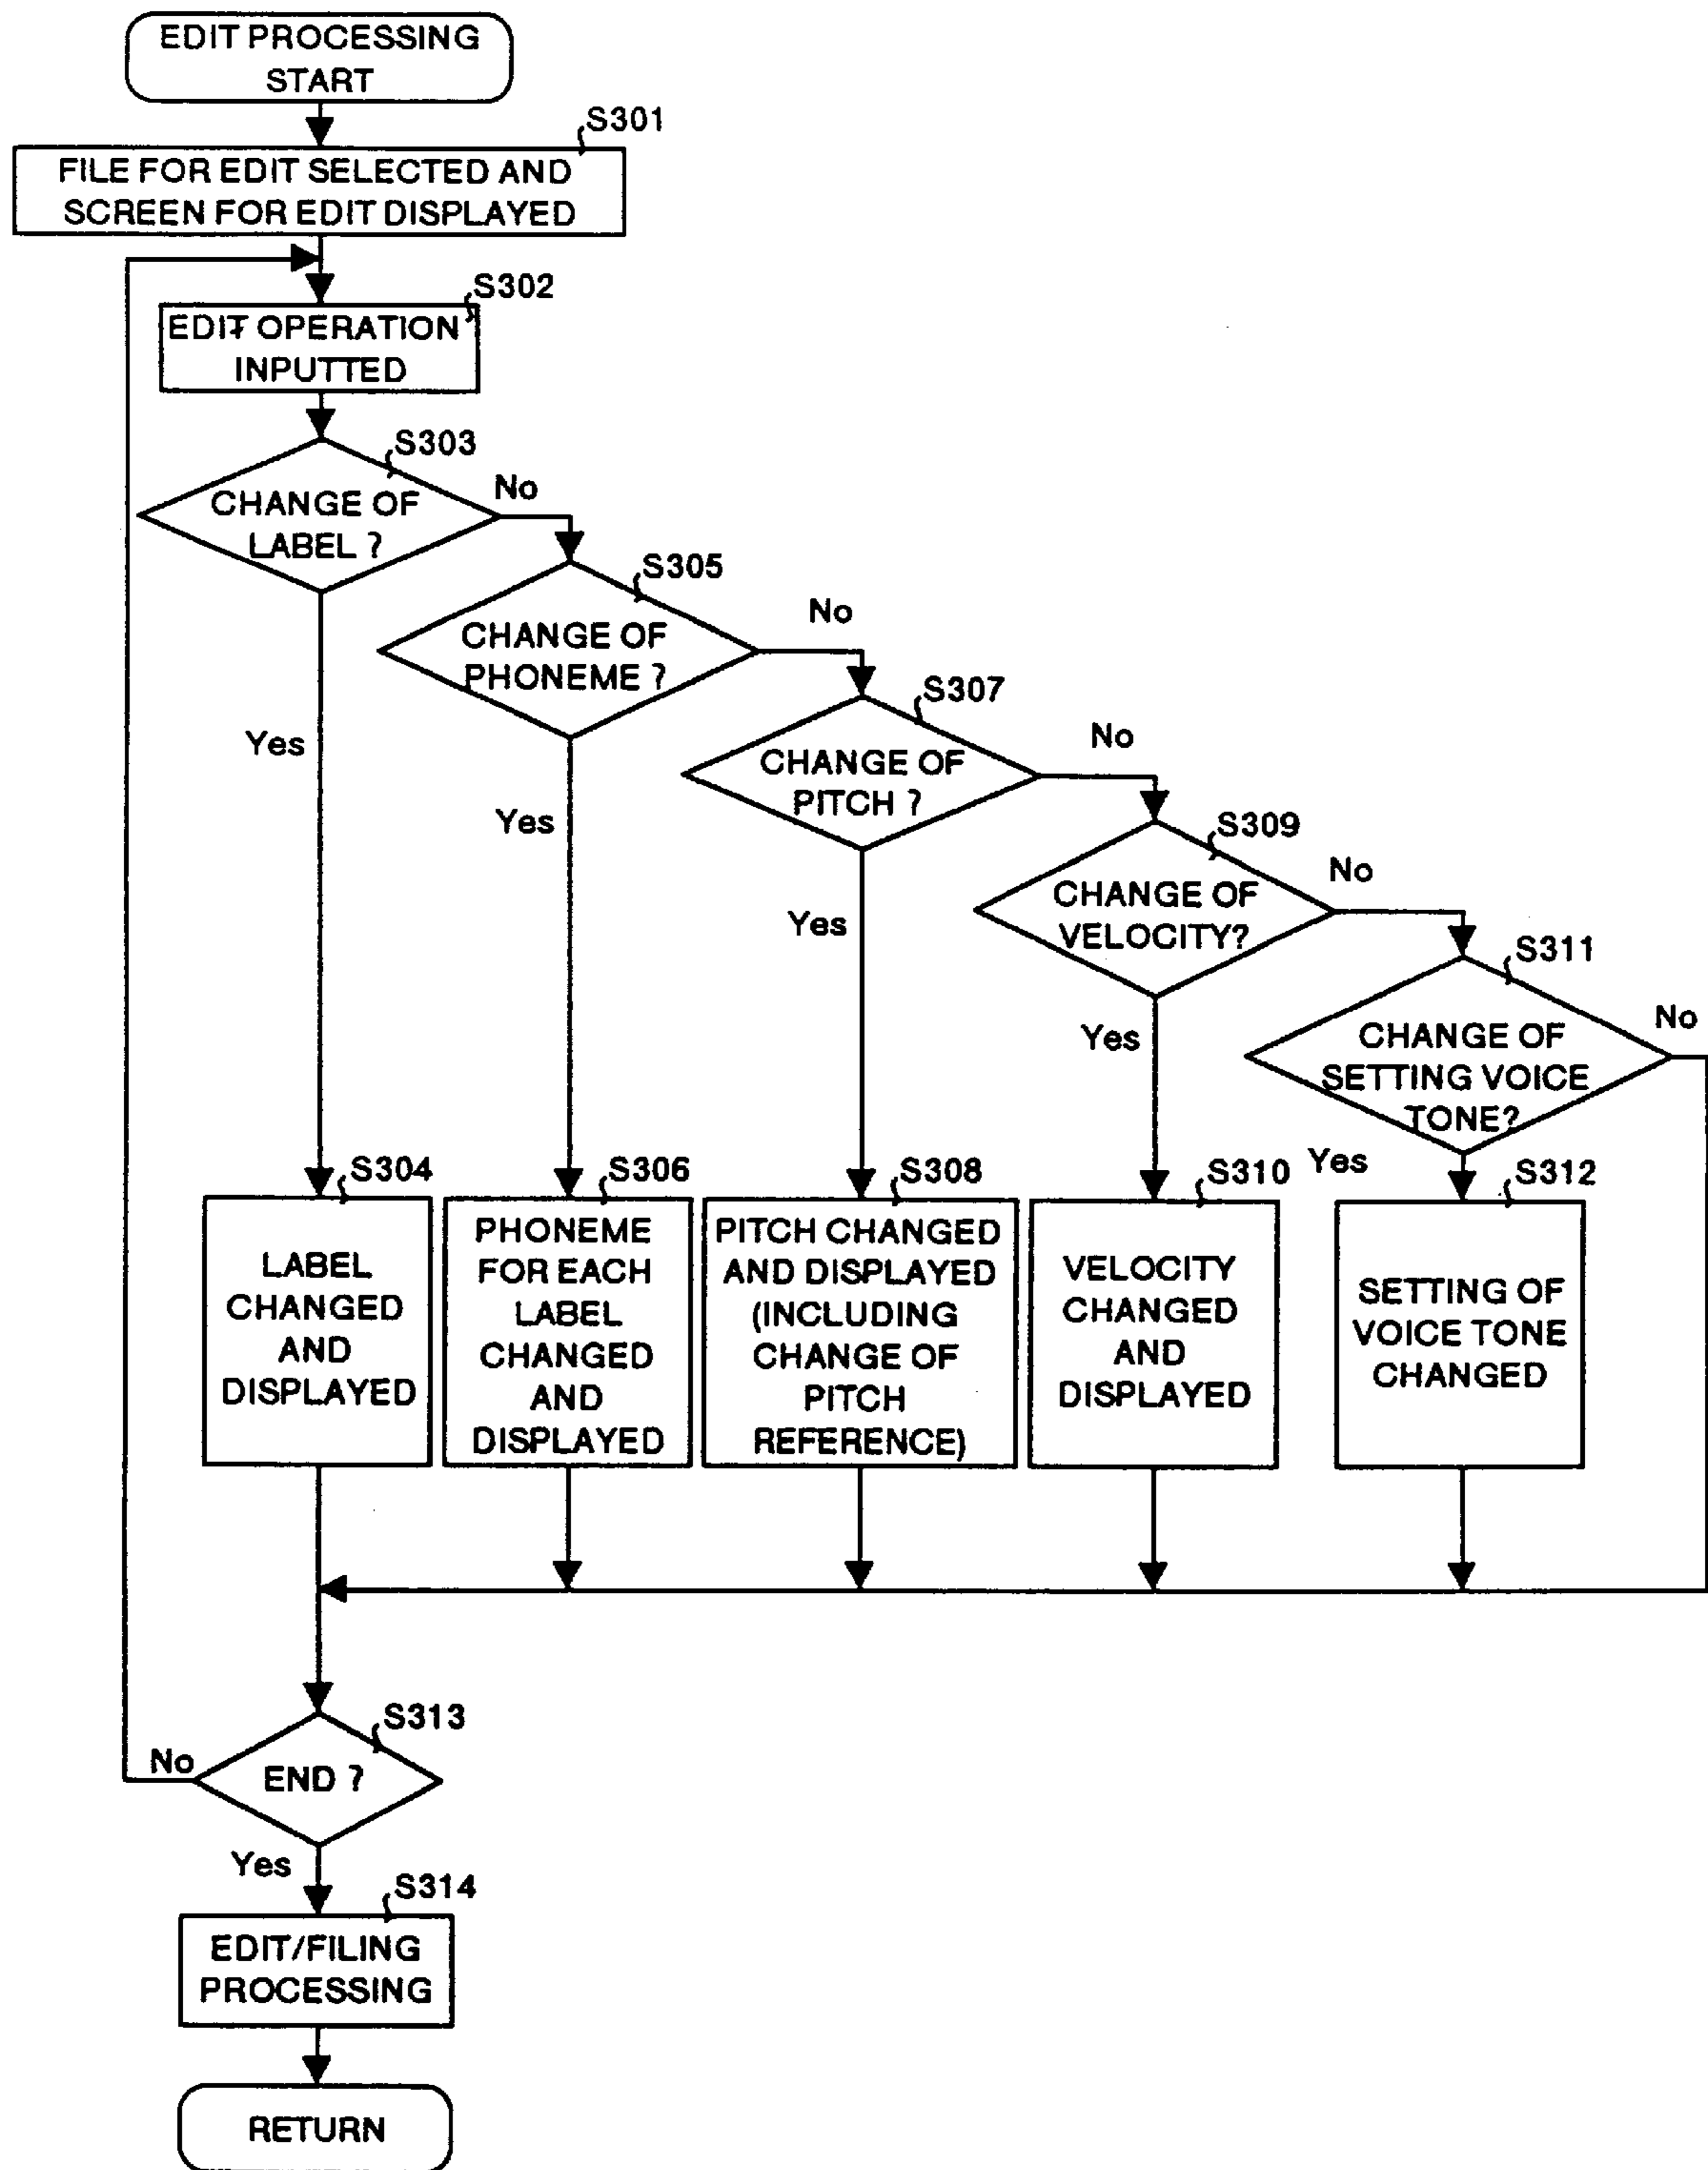 EDIT PROCESSING
START
S301
FILE FOR EDIT SELECTED AND
SCREEN FOR EDIT DISPLAYED
S302
EDIT OPERATION
INPUTTED
S303
CHANGE OF
LABEL ?
No
Yes
S305
CHANGE OF
PHONEME ?
No
Yes
S307
CHANGE OF
PITCH ?
No
Yes
S309
CHANGE OF
VELOCITY?
No
Yes
S311
CHANGE OF
SETTING VOICE
TONE?
No
Yes
S304
LABEL
CHANGED
AND
DISPLAYED
S306
PHONEME
FOR EACH
LABEL
CHANGED
AND
DISPLAYED
S308
PITCH CHANGED
AND DISPLAYED
(INCLUDING
CHANGE OF
PITCH
REFERENCE)
S310
VELOCITY
CHANGED
AND
DISPLAYED
S312
SETTING OF
VOICE TONE
CHANGED
S313
END ?
No
Yes
S314
EDIT/FILING
PROCESSING
RETURN